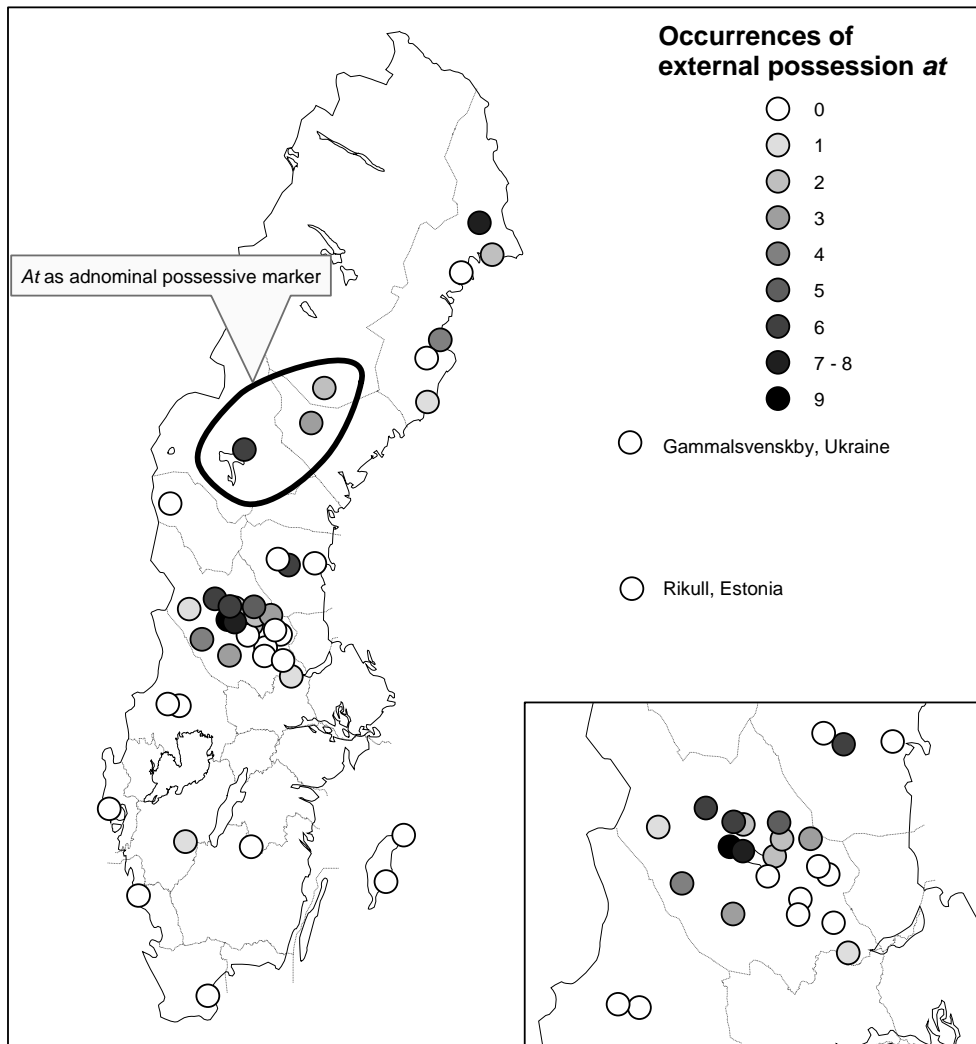 Occurrences of
external possession at
0
1
2
3
4
5
6
7 - 8
9
At as adnominal possessive marker
Gammalsvenskby, Ukraine
Rikull, Estonia